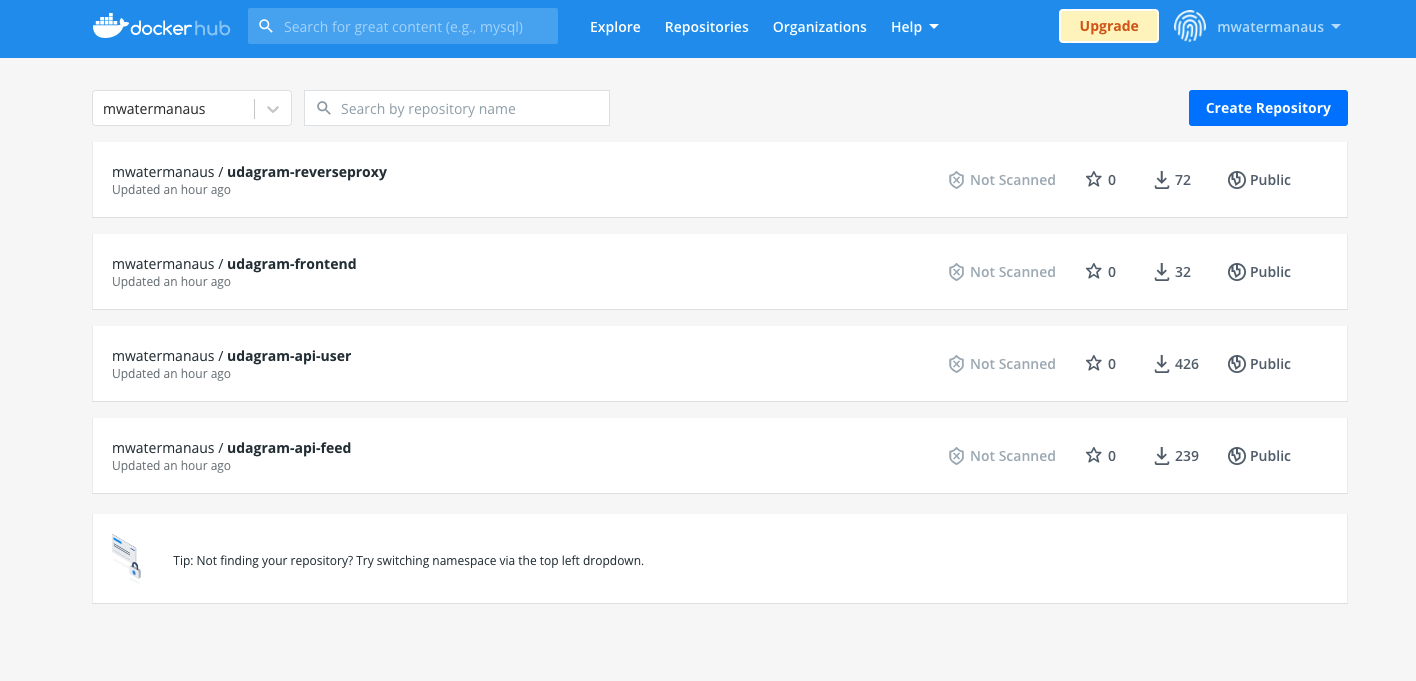 dockerhub
Search for great content (e.g., mysql)
Explore
Repositories
Organizations
Help
Upgrade
mwatermanaus
mwatermanaus
Search by repository name
Create Repository
mwatermanaus / udagram-reverseproxy
Updated an hour ago
Not Scanned
0
72
Public
mwatermanaus / udagram-frontend
Updated an hour ago
Not Scanned
0
32
Public
mwatermanaus / udagram-api-user
Updated an hour ago
Not Scanned
0
426
Public
mwatermanaus / udagram-api-feed
Updated an hour ago
Not Scanned
0
239
Public
Tip: Not finding your repository? Try switching namespace via the top left dropdown.